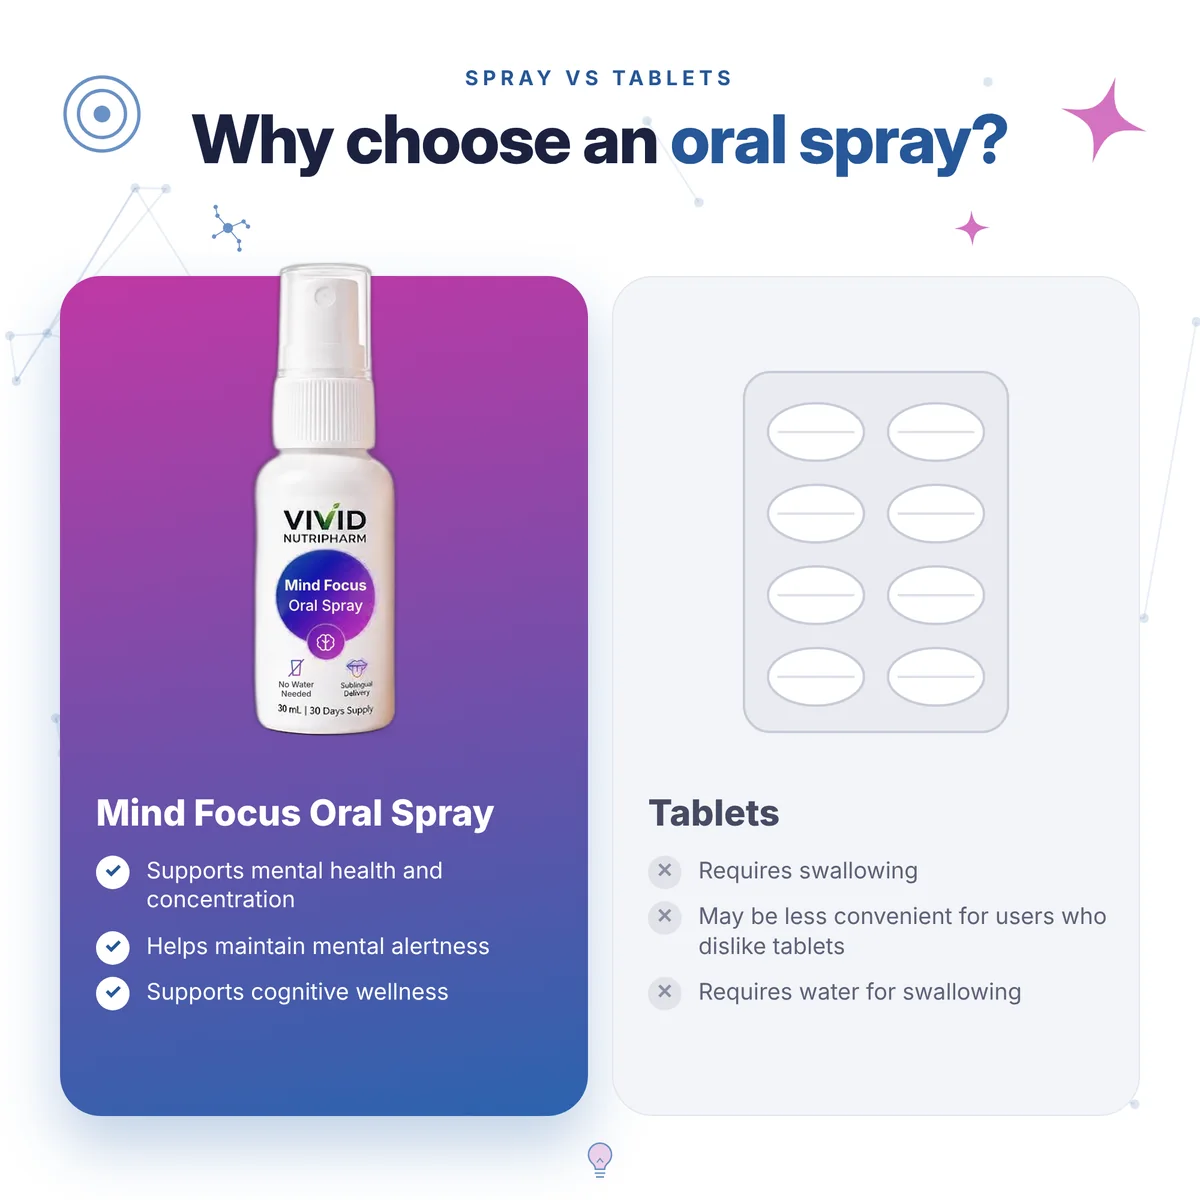 SPRAY VS TABLETS
Why choose an oral spray?
VIVID
NUTRIPHARM
Mind Focus
Oral Spray
No Water
Needed
Sublingual
Delivery
30 mL | 30 Days Supply
Mind Focus Oral Spray
Supports mental health and
concentration
Helps maintain mental alertness
Supports cognitive wellness
Tablets
Requires swallowing
May be less convenient for users who
dislike tablets
Requires water for swallowing